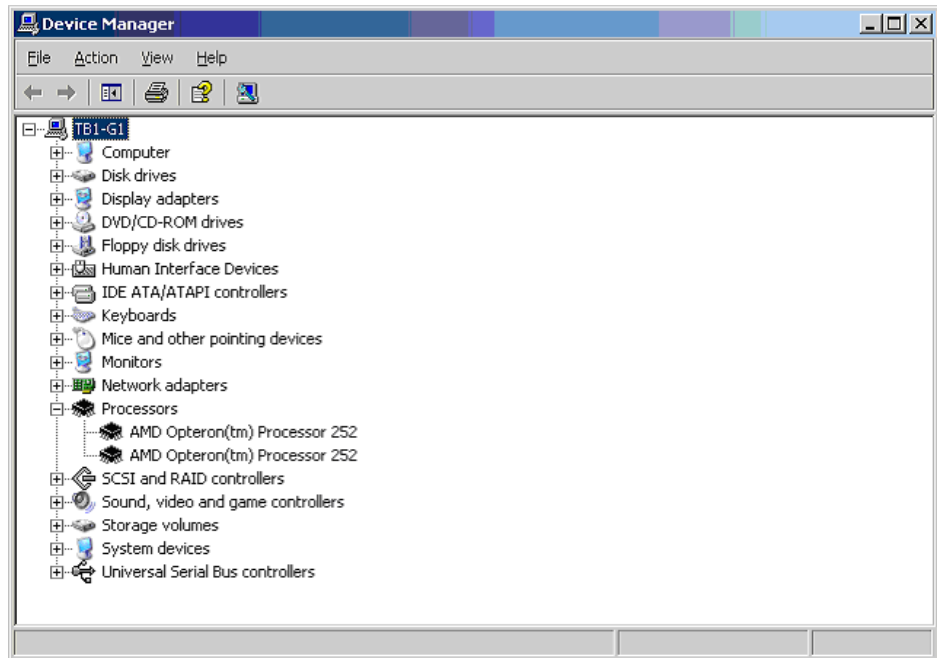 Device Manager
File Action View Help
TB1-G1
Computer
Disk drives
Display adapters
DVD/CD-ROM drives
Floppy disk drives
Human Interface Devices
IDE ATA/ATAPI controllers
Keyboards
Mice and other pointing devices
Monitors
Network adapters
Processors
AMD Opteron(tm) Processor 252
AMD Opteron(tm) Processor 252
SCSI and RAID controllers
Sound, video and game controllers
Storage volumes
System devices
Universal Serial Bus controllers